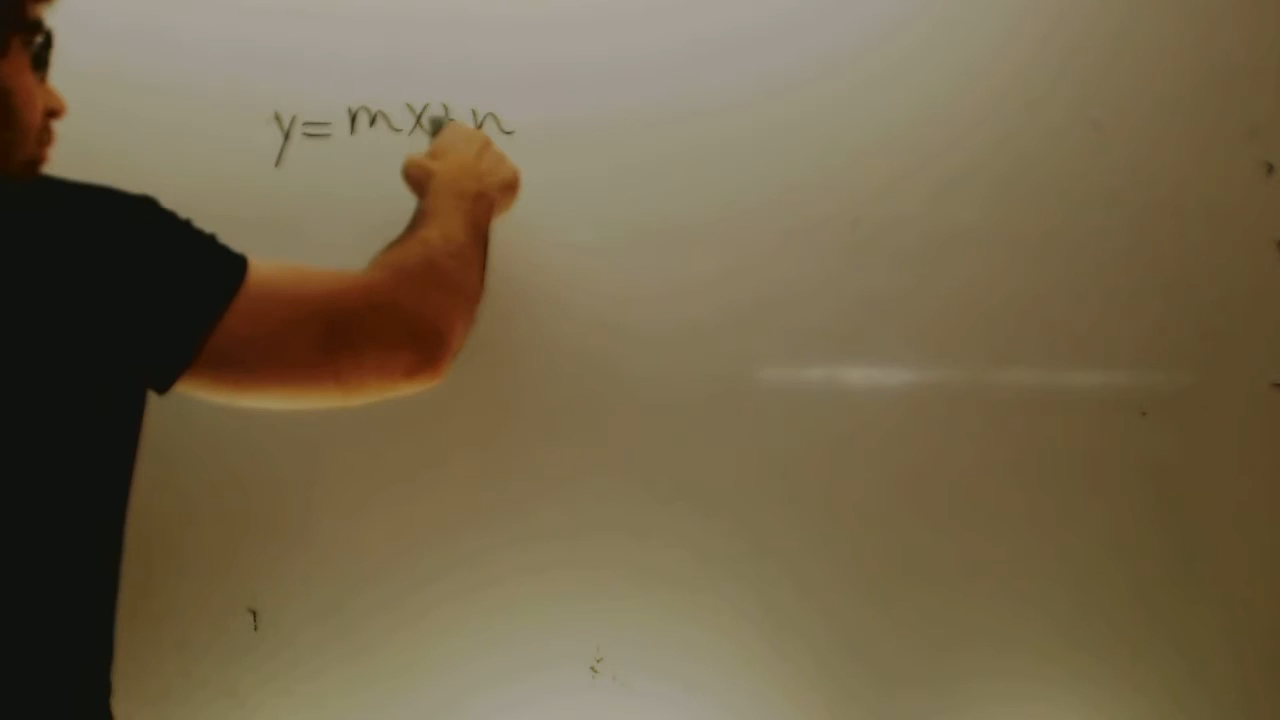 y = mx + n